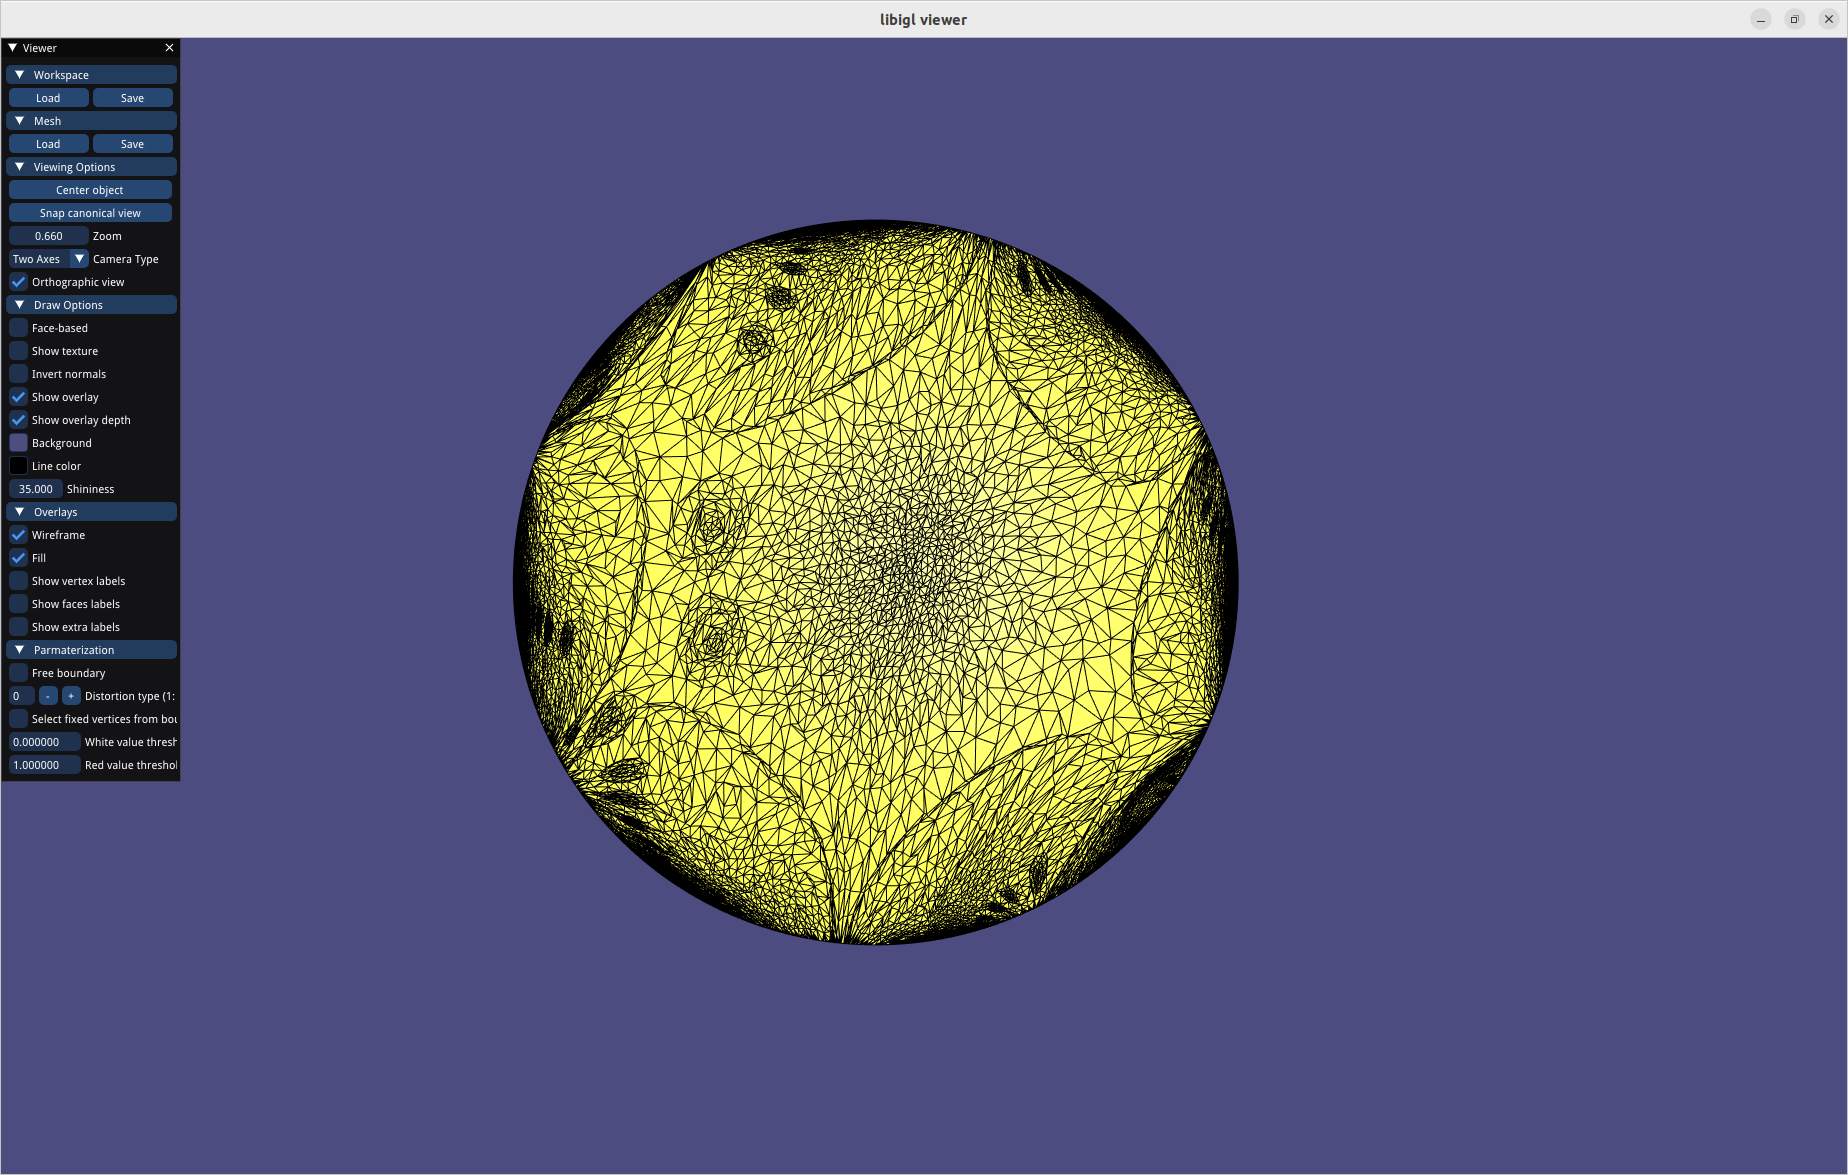 libigl viewer
Viewer
Workspace
Load Save
Mesh
Load Save
Viewing Options
Center object
Snap canonical view
0.660 Zoom
Two Axes Camera Type
Orthographic view
Draw Options
Face-based
Show texture
Invert normals
Show overlay
Show overlay depth
Background
Line color
35.000 Shininess
Overlays
Wireframe
Fill
Show vertex labels
Show faces labels
Show extra labels
Parmaterization
Free boundary
0 - + Distortion type (1:
Select fixed vertices from bou
0.000000 White value thresh
1.000000 Red value threshol